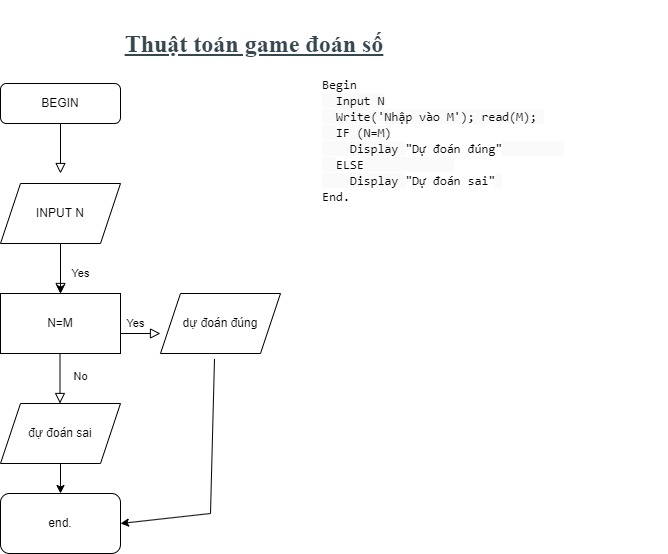 Thuật toán game đoán số
BEGIN
INPUT N
Yes
N=M
Yes
dự đoán đúng
No
đự đoán sai
end.
Begin
Input N
Write('Nhập vào M'); read(M);
IF (N=M)
Display "Dự đoán đúng"
ELSE
Display "Dự đoán sai"
End.